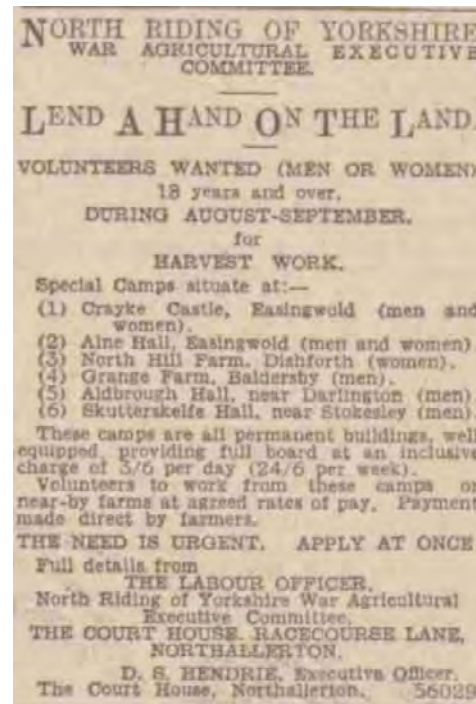 NORTH RIDING OF YORKSHIRE
WAR AGRICULTURAL EXECUTIVE
COMMITTEE.
LEND A HAND ON THE LAND.
VOLUNTEERS WANTED (MEN OR WOMEN)
18 years and over,
DURING AUGUST-SEPTEMBER,
for
HARVEST WORK.
Special Camps situate at:—
(1) Crayke Castle, Easingwold (men and
women).
(2) Alne Hall, Easingwold (men and women)
(3) North Hill Farm, Dishforth (women).
(4) Grange Farm, Baldersby (men).
(5) Aldbrough Hall, near Darlington (men)
(6) Skutterskelfe Hall, near Stokesley (men)
These camps are all permanent buildings, well
equipped, providing full board at an inclusive
charge of 3/6 per day (24/6 per week).
Volunteers to work from these camps on
near-by farms at agreed rates of pay. Payment
made direct by farmers.
THE NEED IS URGENT. APPLY AT ONCE
Full details from
THE LABOUR OFFICER,
North Riding of Yorkshire War Agricultural
Executive Committee,
THE COURT HOUSE, RACECOURSE LANE,
NORTHALLERTON.
D. S. HENDRIE, Executive Officer.
The Court House, Northallerton. 56029